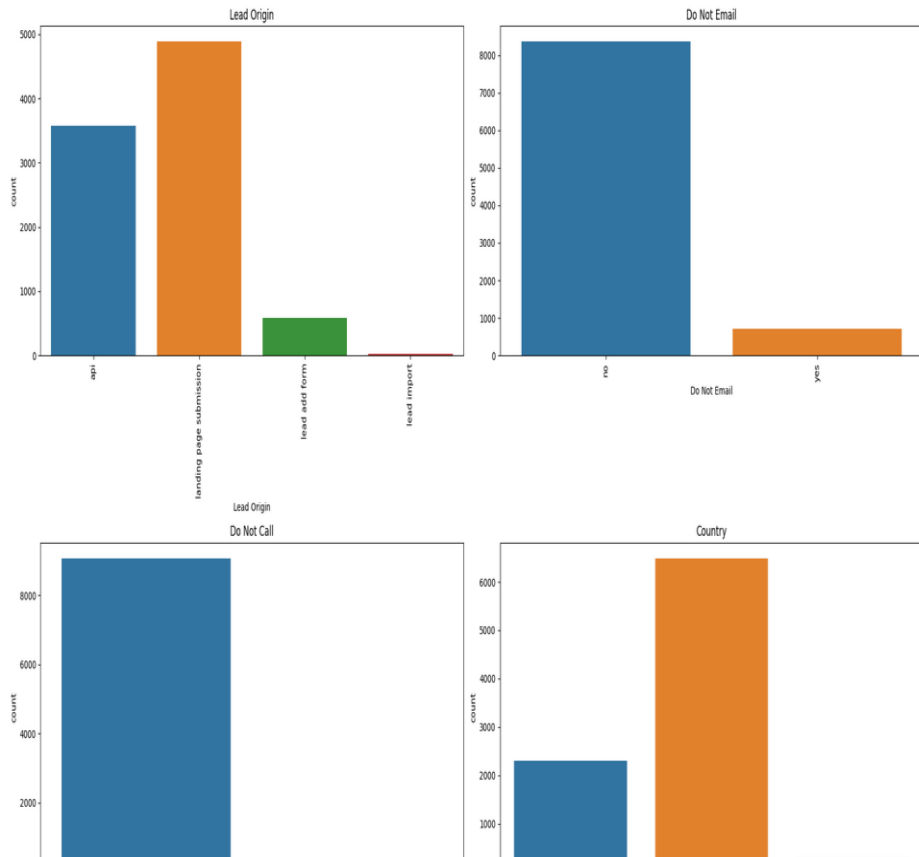 Lead Origin
5000
4000
3000
2000
1000
0
count
api
landing page submission
lead add form
lead import
Lead Origin
Do Not Email
8000
7000
6000
5000
4000
3000
2000
1000
0
count
no
yes
Do Not Email
Do Not Call
8000
6000
4000
2000
count
Country
6000
5000
4000
3000
2000
1000
count